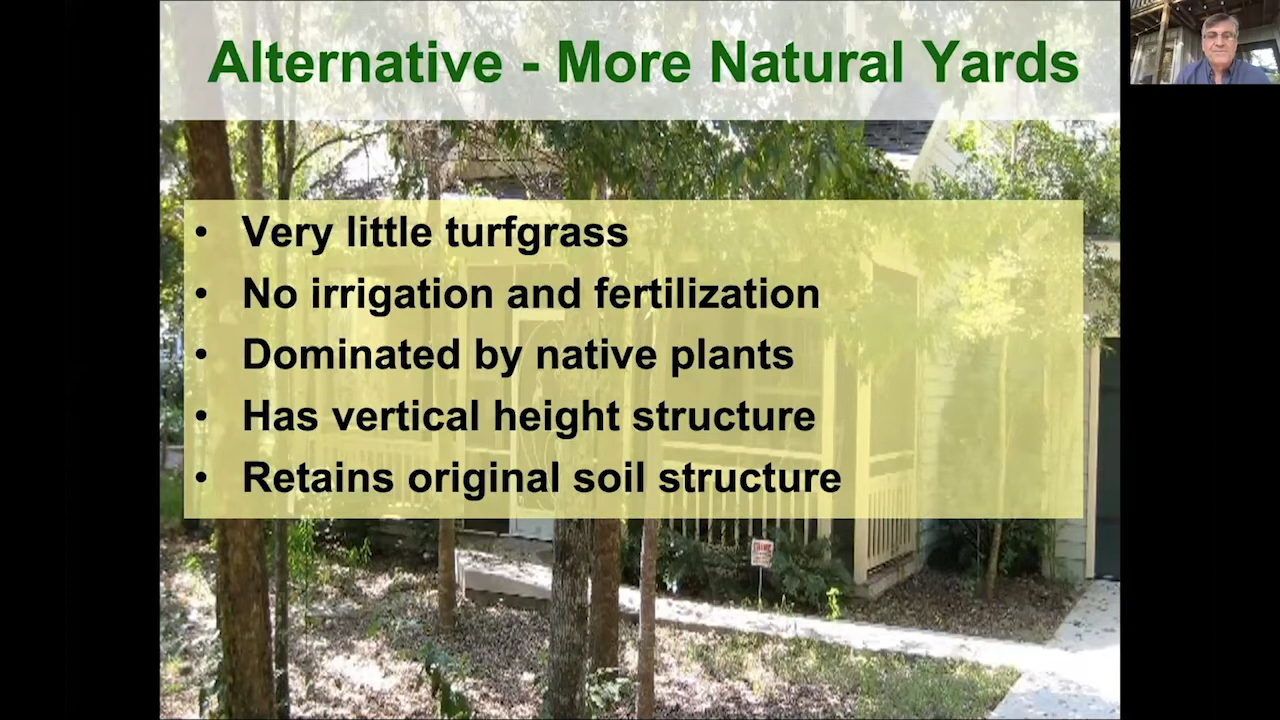 Alternative - More Natural Yards
• Very little turfgrass
• No irrigation and fertilization
• Dominated by native plants
• Has vertical height structure
• Retains original soil structure